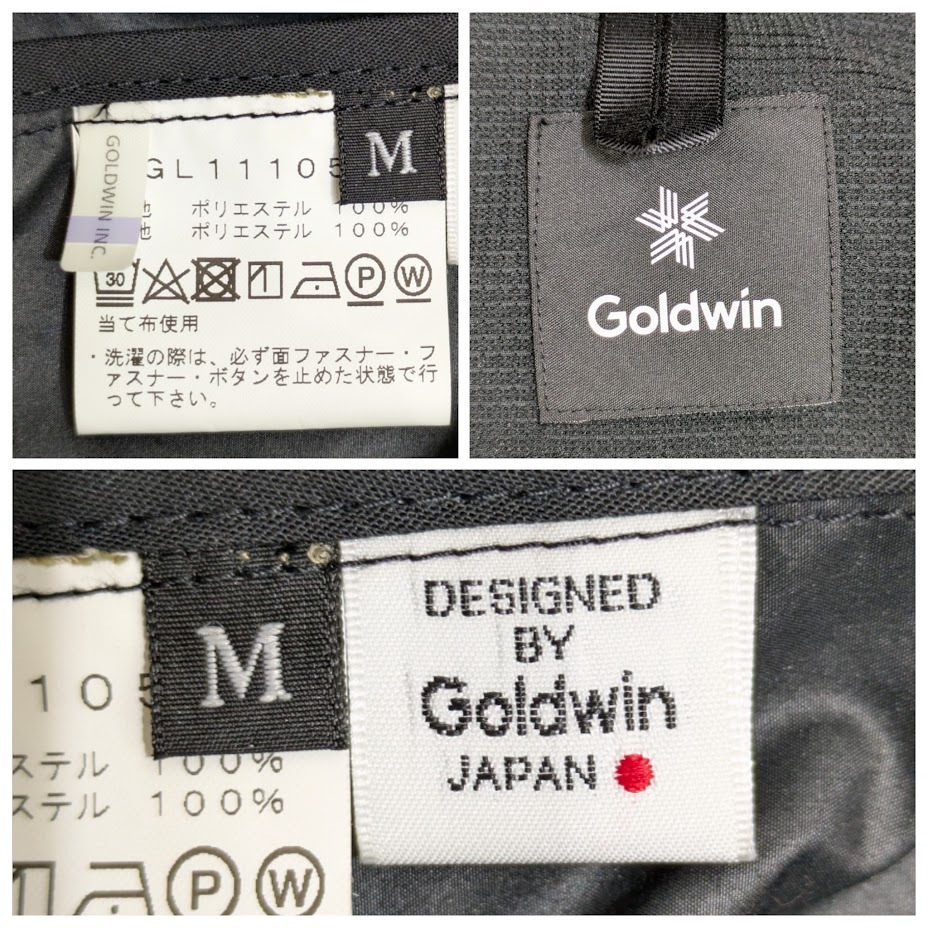 GOLDWIN INC.
GL11105
M
地 ポリエステル 100%
地 ポリエステル 100%
30
P
W
当て布使用
・洗濯の際は、必ず面ファスナー・フ
ァスナー・ボタンを止めた状態で行
って下さい。
Goldwin
105
M
ステル 100%
ステル 100%
P
W
DESIGNED
BY
Goldwin
JAPAN